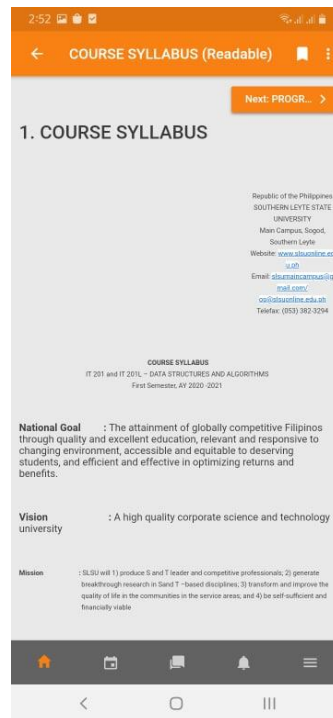 2:52
COURSE SYLLABUS (Readable)
Next: PROGR...
1. COURSE SYLLABUS
Republic of the Philippines
SOUTHERN LEYTE STATE
UNIVERSITY
Main Campus, Sogod,
Southern Leyte
Website: www.slsuonline.ed
u.ph
Email: slsumaincampus@g
mail.com/
op@slsuonline.edu.ph
Telefax: (053) 382-3294
COURSE SYLLABUS
IT 201 and IT 201L – DATA STRUCTURES AND ALGORITHMS
First Semester, AY 2020 -2021
National Goal : The attainment of globally competitive Filipinos
through quality and excellent education, relevant and responsive to
changing environment, accessible and equitable to deserving
students, and efficient and effective in optimizing returns and
benefits.
Vision : A high quality corporate science and technology
university
Mission : SLSU will 1) produce S and T leader and competitive professionals; 2) generate
breakthrough research in Sand T –based disciplines; 3) transform and improve the
quality of life in the communities in the service areas; and 4) be self-sufficient and
financially viable